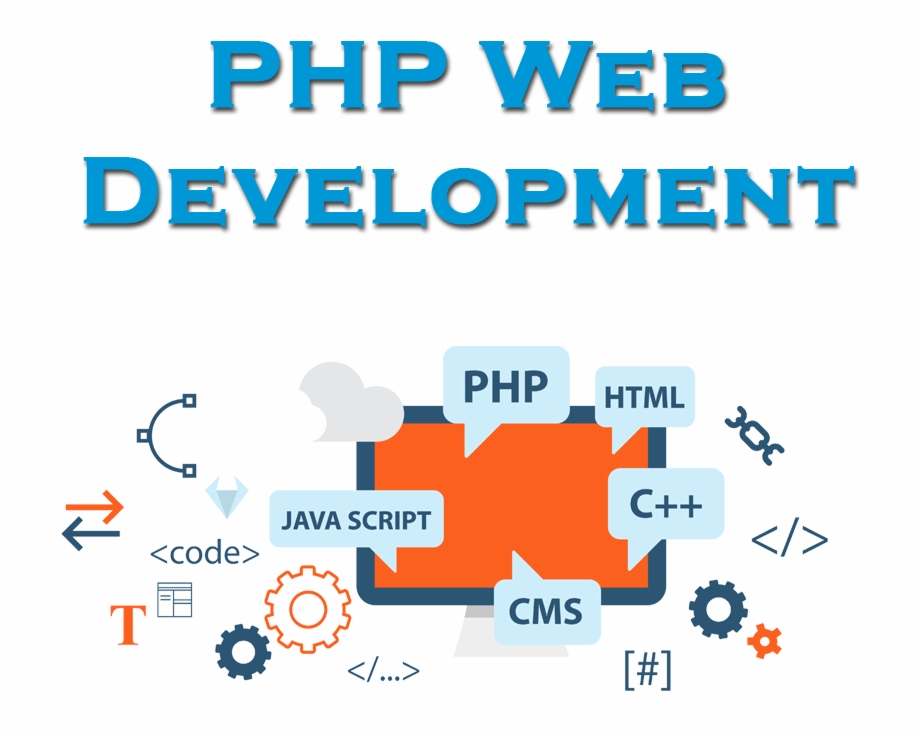 PHP WEB
DEVELOPMENT
PHP
HTML
JAVA SCRIPT
C++
<code>
</>
T
CMS
</...>
[#]